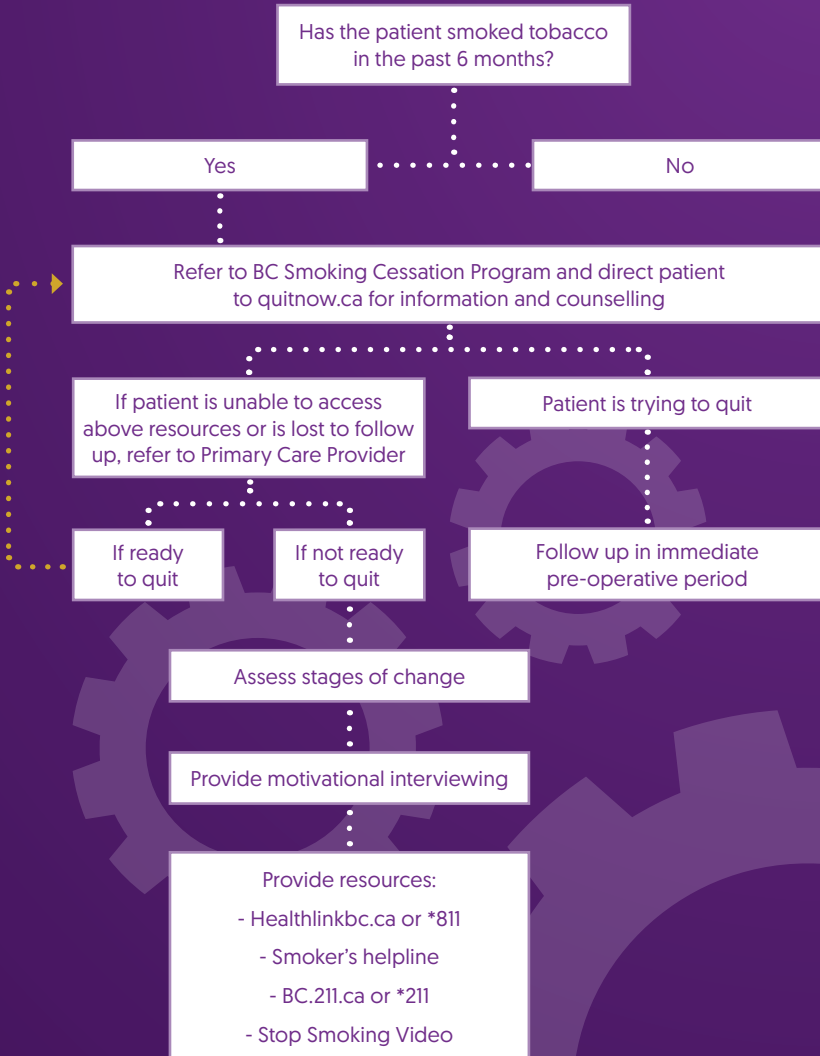 Has the patient smoked tobacco
in the past 6 months?
Yes
No
Refer to BC Smoking Cessation Program and direct patient
to quitnow.ca for information and counselling
If patient is unable to access
above resources or is lost to follow
up, refer to Primary Care Provider
Patient is trying to quit
If ready
to quit
If not ready
to quit
Follow up in immediate
pre-operative period
Assess stages of change
Provide motivational interviewing
Provide resources:
- Healthlinkbc.ca or *811
- Smoker's helpline
- BC.211.ca or *211
- Stop Smoking Video